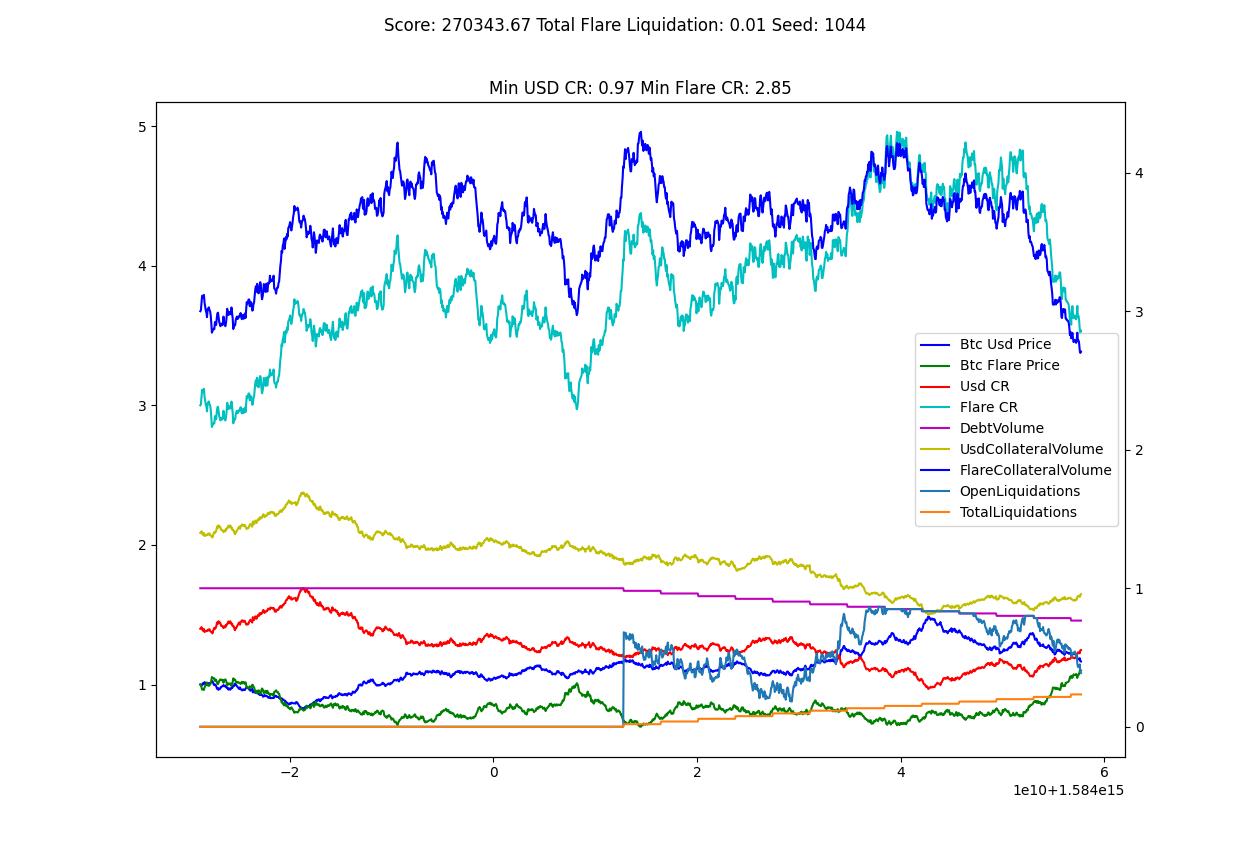 Score: 270343.67 Total Flare Liquidation: 0.01 Seed: 1044
Min USD CR: 0.97 Min Flare CR: 2.85
5
4
3
2
1
4
3
2
1
0
Btc Usd Price
Btc Flare Price
Usd CR
Flare CR
DebtVolume
UsdCollateralVolume
FlareCollateralVolume
OpenLiquidations
TotalLiquidations
−2
0
2
4
6
1e10+1.584e15